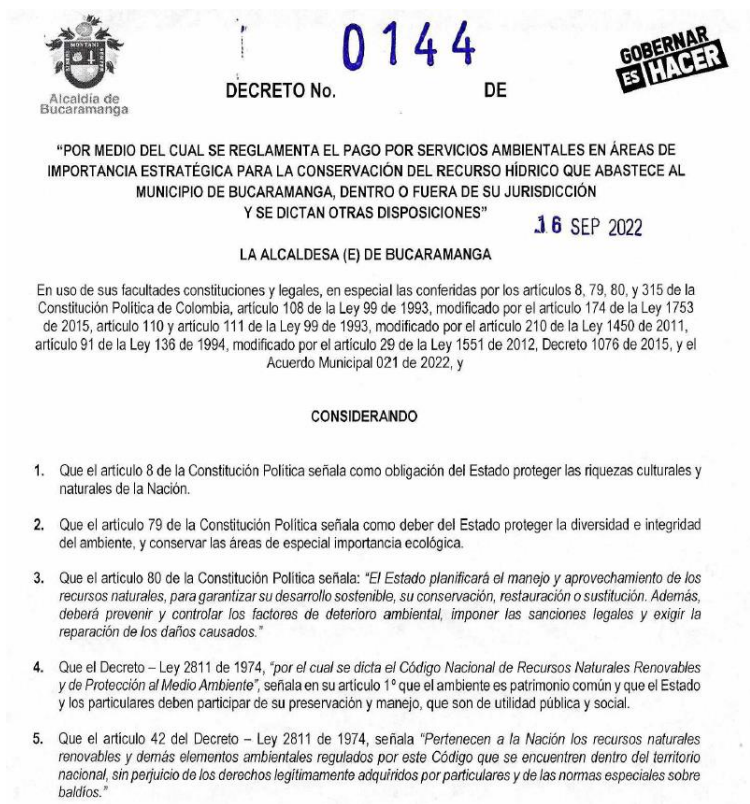 0144
GOBERNAR
ES HACER
Alcaldía de
Bucaramanga
DECRETO No. DE
“POR MEDIO DEL CUAL SE REGLAMENTA EL PAGO POR SERVICIOS AMBIENTALES EN ÁREAS DE
IMPORTANCIA ESTRATÉGICA PARA LA CONSERVACIÓN DEL RECURSO HÍDRICO QUE ABASTECE AL
MUNICIPIO DE BUCARAMANGA, DENTRO O FUERA DE SU JURISDICCIÓN
Y SE DICTAN OTRAS DISPOSICIONES”
16 SEP 2022
LA ALCALDESA (E) DE BUCARAMANGA
En uso de sus facultades constituciones y legales, en especial las conferidas por los artículos 8, 79, 80, y 315 de la
Constitución Política de Colombia, artículo 108 de la Ley 99 de 1993, modificado por el artículo 174 de la Ley 1753
de 2015, artículo 110 y artículo 111 de la Ley 99 de 1993, modificado por el artículo 210 de la Ley 1450 de 2011,
artículo 91 de la Ley 136 de 1994, modificado por el artículo 29 de la Ley 1551 de 2012, Decreto 1076 de 2015, y el
Acuerdo Municipal 021 de 2022, y
CONSIDERANDO
1. Que el artículo 8 de la Constitución Política señala como obligación del Estado proteger las riquezas culturales y
naturales de la Nación.
2. Que el artículo 79 de la Constitución Política señala como deber del Estado proteger la diversidad e integridad
del ambiente, y conservar las áreas de especial importancia ecológica.
3. Que el artículo 80 de la Constitución Política señala: “El Estado planificará el manejo y aprovechamiento de los
recursos naturales, para garantizar su desarrollo sostenible, su conservación, restauración o sustitución. Además,
deberá prevenir y controlar los factores de deterioro ambiental, imponer las sanciones legales y exigir la
reparación de los daños causados.”
4. Que el Decreto – Ley 2811 de 1974, “por el cual se dicta el Código Nacional de Recursos Naturales Renovables
y de Protección al Medio Ambiente”, señala en su artículo 1º que el ambiente es patrimonio común y que el Estado
y los particulares deben participar de su preservación y manejo, que son de utilidad pública y social.
5. Que el artículo 42 del Decreto – Ley 2811 de 1974, señala “Pertenecen a la Nación los recursos naturales
renovables y demás elementos ambientales regulados por este Código que se encuentren dentro del territorio
nacional, sin perjuicio de los derechos legítimamente adquiridos por particulares y de las normas especiales sobre
baldíos.”